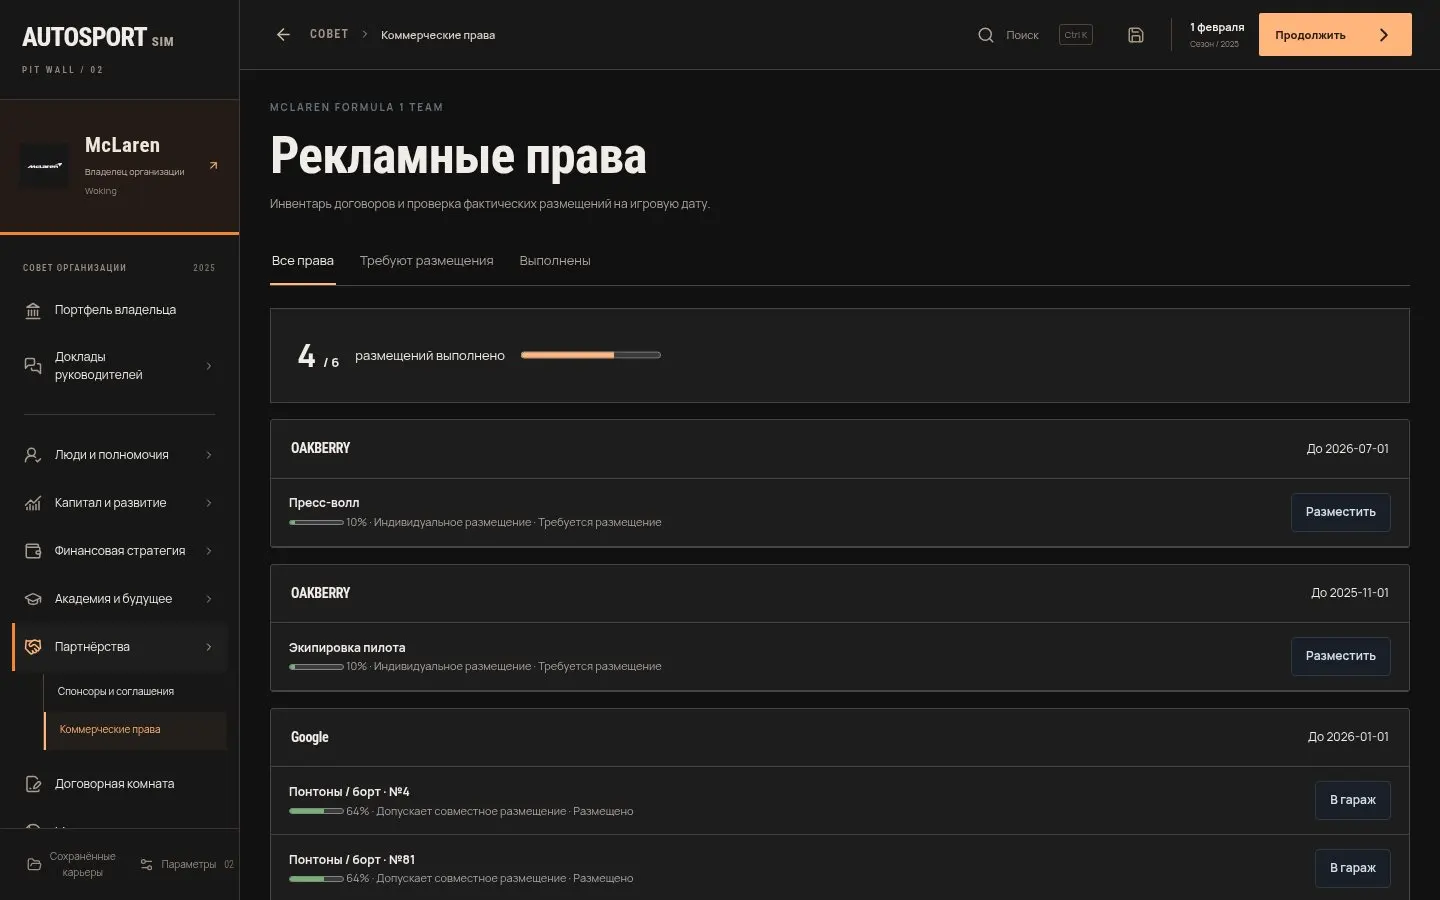 AUTOSPORT SIM
PIT WALL / 02
McLaren
McLaren
Владелец организации
Woking
СОВЕТ ОРГАНИЗАЦИИ 2025
Портфель владельца
Доклады
руководителей
Люди и полномочия
Капитал и развитие
Финансовая стратегия
Академия и будущее
Партнёрства
Спонсоры и соглашения
Коммерческие права
Договорная комната
Сохранённые
карьеры
Параметры 02
СОВЕТ
Коммерческие права
Поиск
Ctrl K
1 февраля
Сезон / 2025
Продолжить
MCLAREN FORMULA 1 TEAM
Рекламные права
Инвентарь договоров и проверка фактических размещений на игровую дату.
Все права
Требуют размещения
Выполнены
4 / 6 размещений выполнено
OAKBERRY
До 2026-07-01
Пресс-волл
10% · Индивидуальное размещение · Требуется размещение
Разместить
OAKBERRY
До 2025-11-01
Экипировка пилота
10% · Индивидуальное размещение · Требуется размещение
Разместить
Google
До 2026-01-01
Понтоны / борт · №4
64% · Допускает совместное размещение · Размещено
В гараж
Понтоны / борт · №81
64% · Допускает совместное размещение · Размещено
В гараж